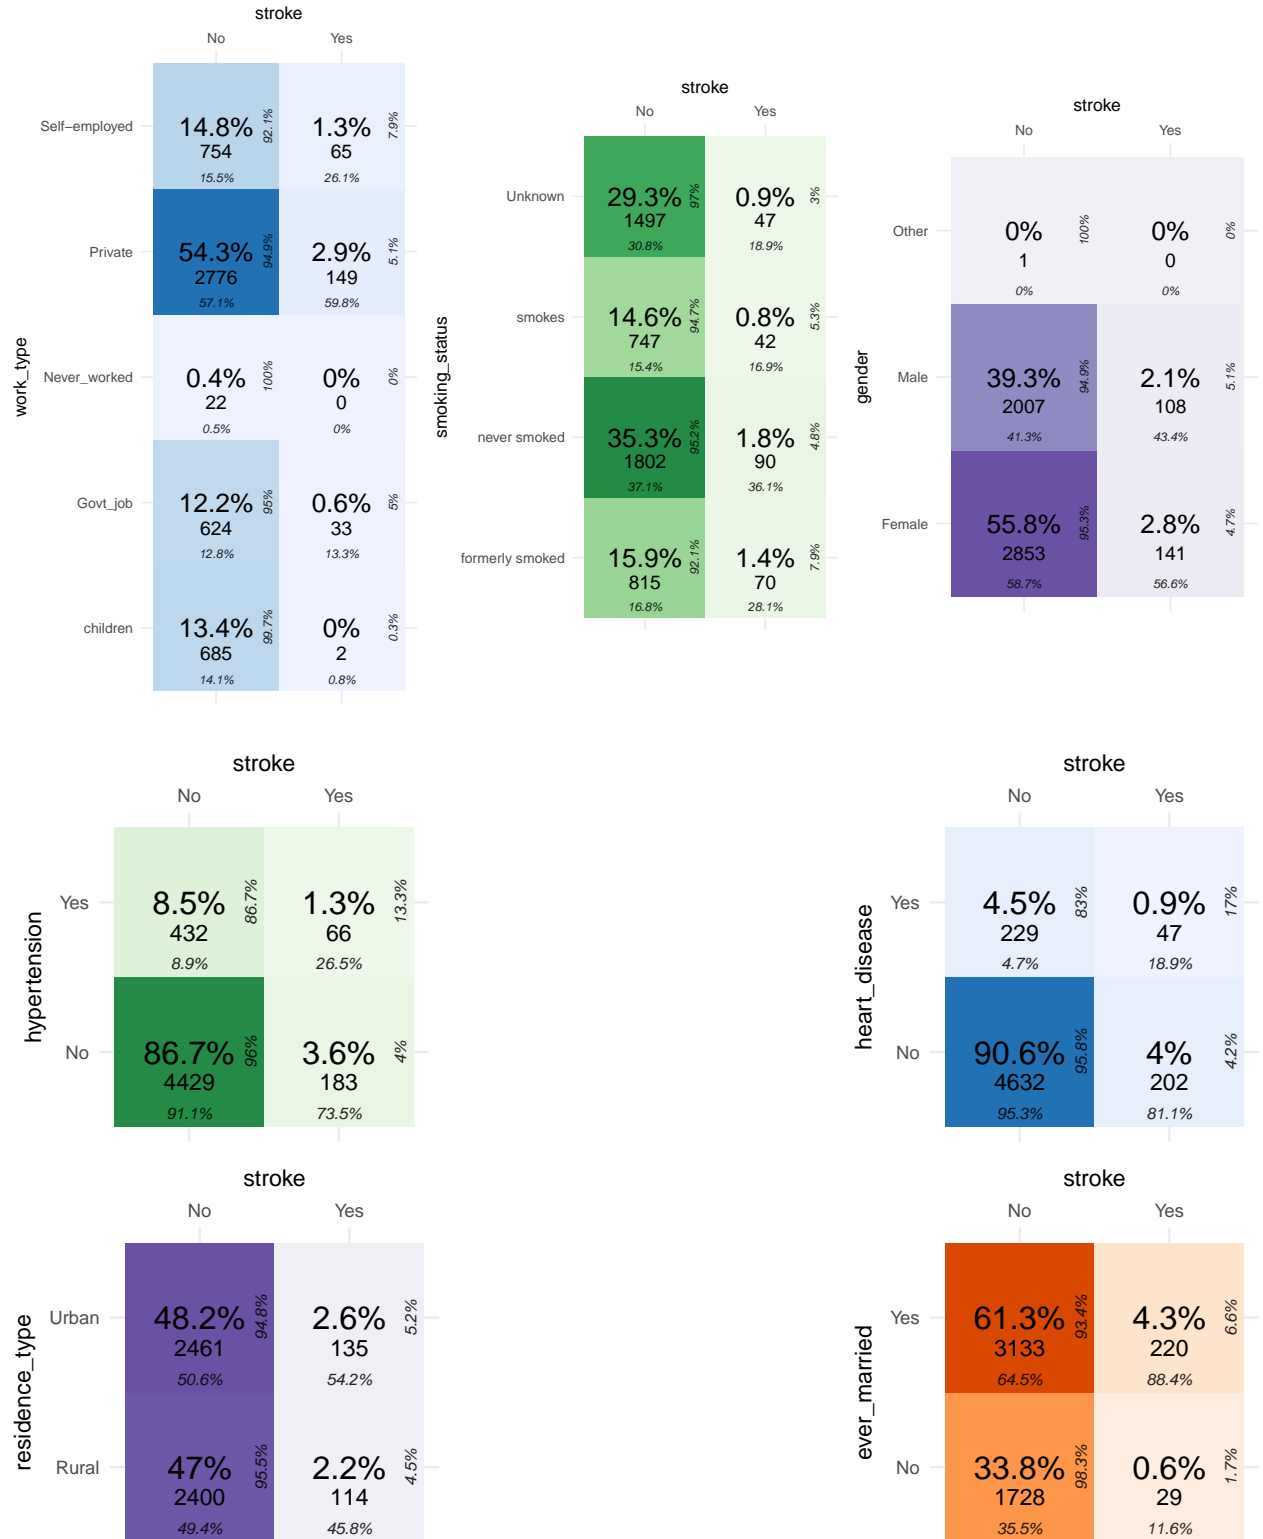 stroke
No Yes
Self-employed 14.8% 92.1% 1.3% 7.9%
754 65
15.5% 26.1%
Private 54.3% 94.9% 2.9% 5.1%
2776 149
57.1% 59.8%
work_type
Never_worked 0.4% 100% 0% 0%
22 0
0.5% 0%
Govt_job 12.2% 95% 0.6% 5%
624 33
12.8% 13.3%
children 13.4% 99.7% 0% 0.3%
685 2
14.1% 0.8%
stroke
No Yes
Unknown 29.3% 97% 0.9% 3%
1497 47
30.8% 18.9%
smokes 14.6% 94.7% 0.8% 5.3%
747 42
15.4% 16.9%
smoking_status
never smoked 35.3% 95.2% 1.8% 4.8%
1802 90
37.1% 36.1%
formerly smoked 15.9% 92.1% 1.4% 7.9%
815 70
16.8% 28.1%
stroke
No Yes
Other 0% 100% 0% 0%
1 0
0% 0%
gender
Male 39.3% 94.9% 2.1% 5.1%
2007 108
41.3% 43.4%
Female 55.8% 95.3% 2.8% 4.7%
2853 141
58.7% 56.6%
stroke
No Yes
Yes 8.5% 86.7% 1.3% 13.3%
432 66
8.9% 26.5%
hypertension
No 86.7% 96% 3.6% 4%
4429 183
91.1% 73.5%
stroke
No Yes
Yes 4.5% 83% 0.9% 17%
229 47
4.7% 18.9%
heart_disease
No 90.6% 95.8% 4% 4.2%
4632 202
95.3% 81.1%
stroke
No Yes
Urban 48.2% 94.8% 2.6% 5.2%
2461 135
50.6% 54.2%
residence_type
Rural 47% 95.5% 2.2% 4.5%
2400 114
49.4% 45.8%
stroke
No Yes
Yes 61.3% 93.4% 4.3% 6.6%
3133 220
64.5% 88.4%
ever_married
No 33.8% 98.3% 0.6% 1.7%
1728 29
35.5% 11.6%